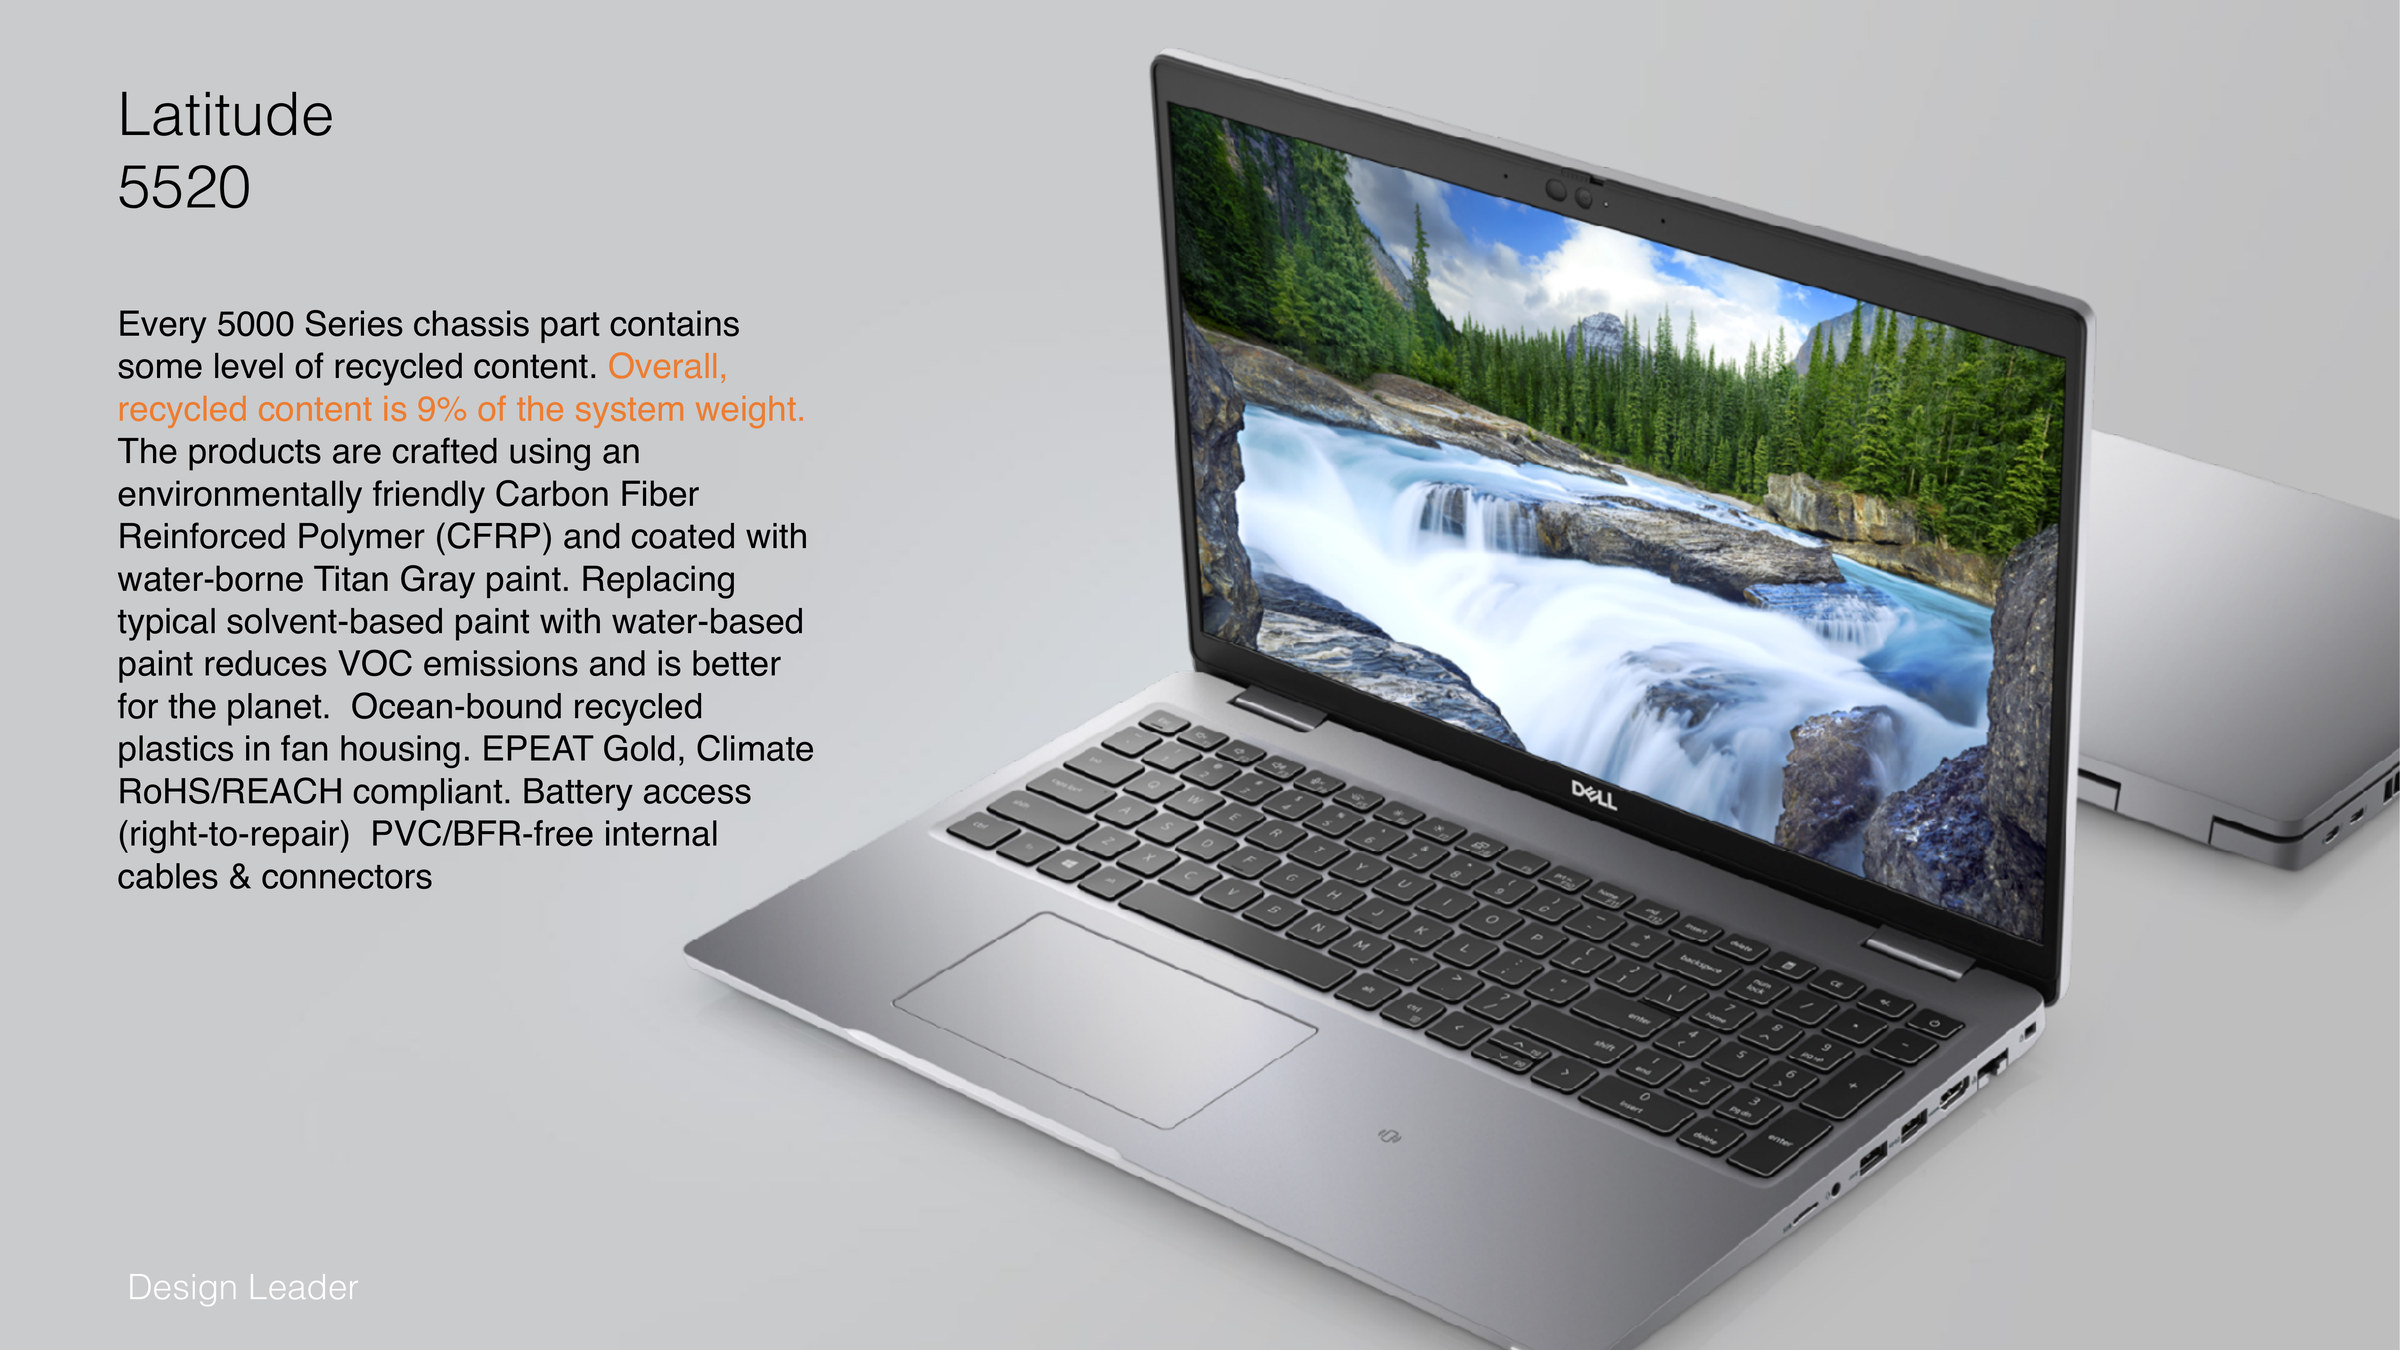 Latitude
5520
Every 5000 Series chassis part contains
some level of recycled content. Overall,
recycled content is 9% of the system weight.
The products are crafted using an
environmentally friendly Carbon Fiber
Reinforced Polymer (CFRP) and coated with
water-borne Titan Gray paint. Replacing
typical solvent-based paint with water-based
paint reduces VOC emissions and is better
for the planet.  Ocean-bound recycled
plastics in fan housing. EPEAT Gold, Climate
RoHS/REACH compliant. Battery access
(right-to-repair)  PVC/BFR-free internal
cables & connectors
DELL
Design Leader